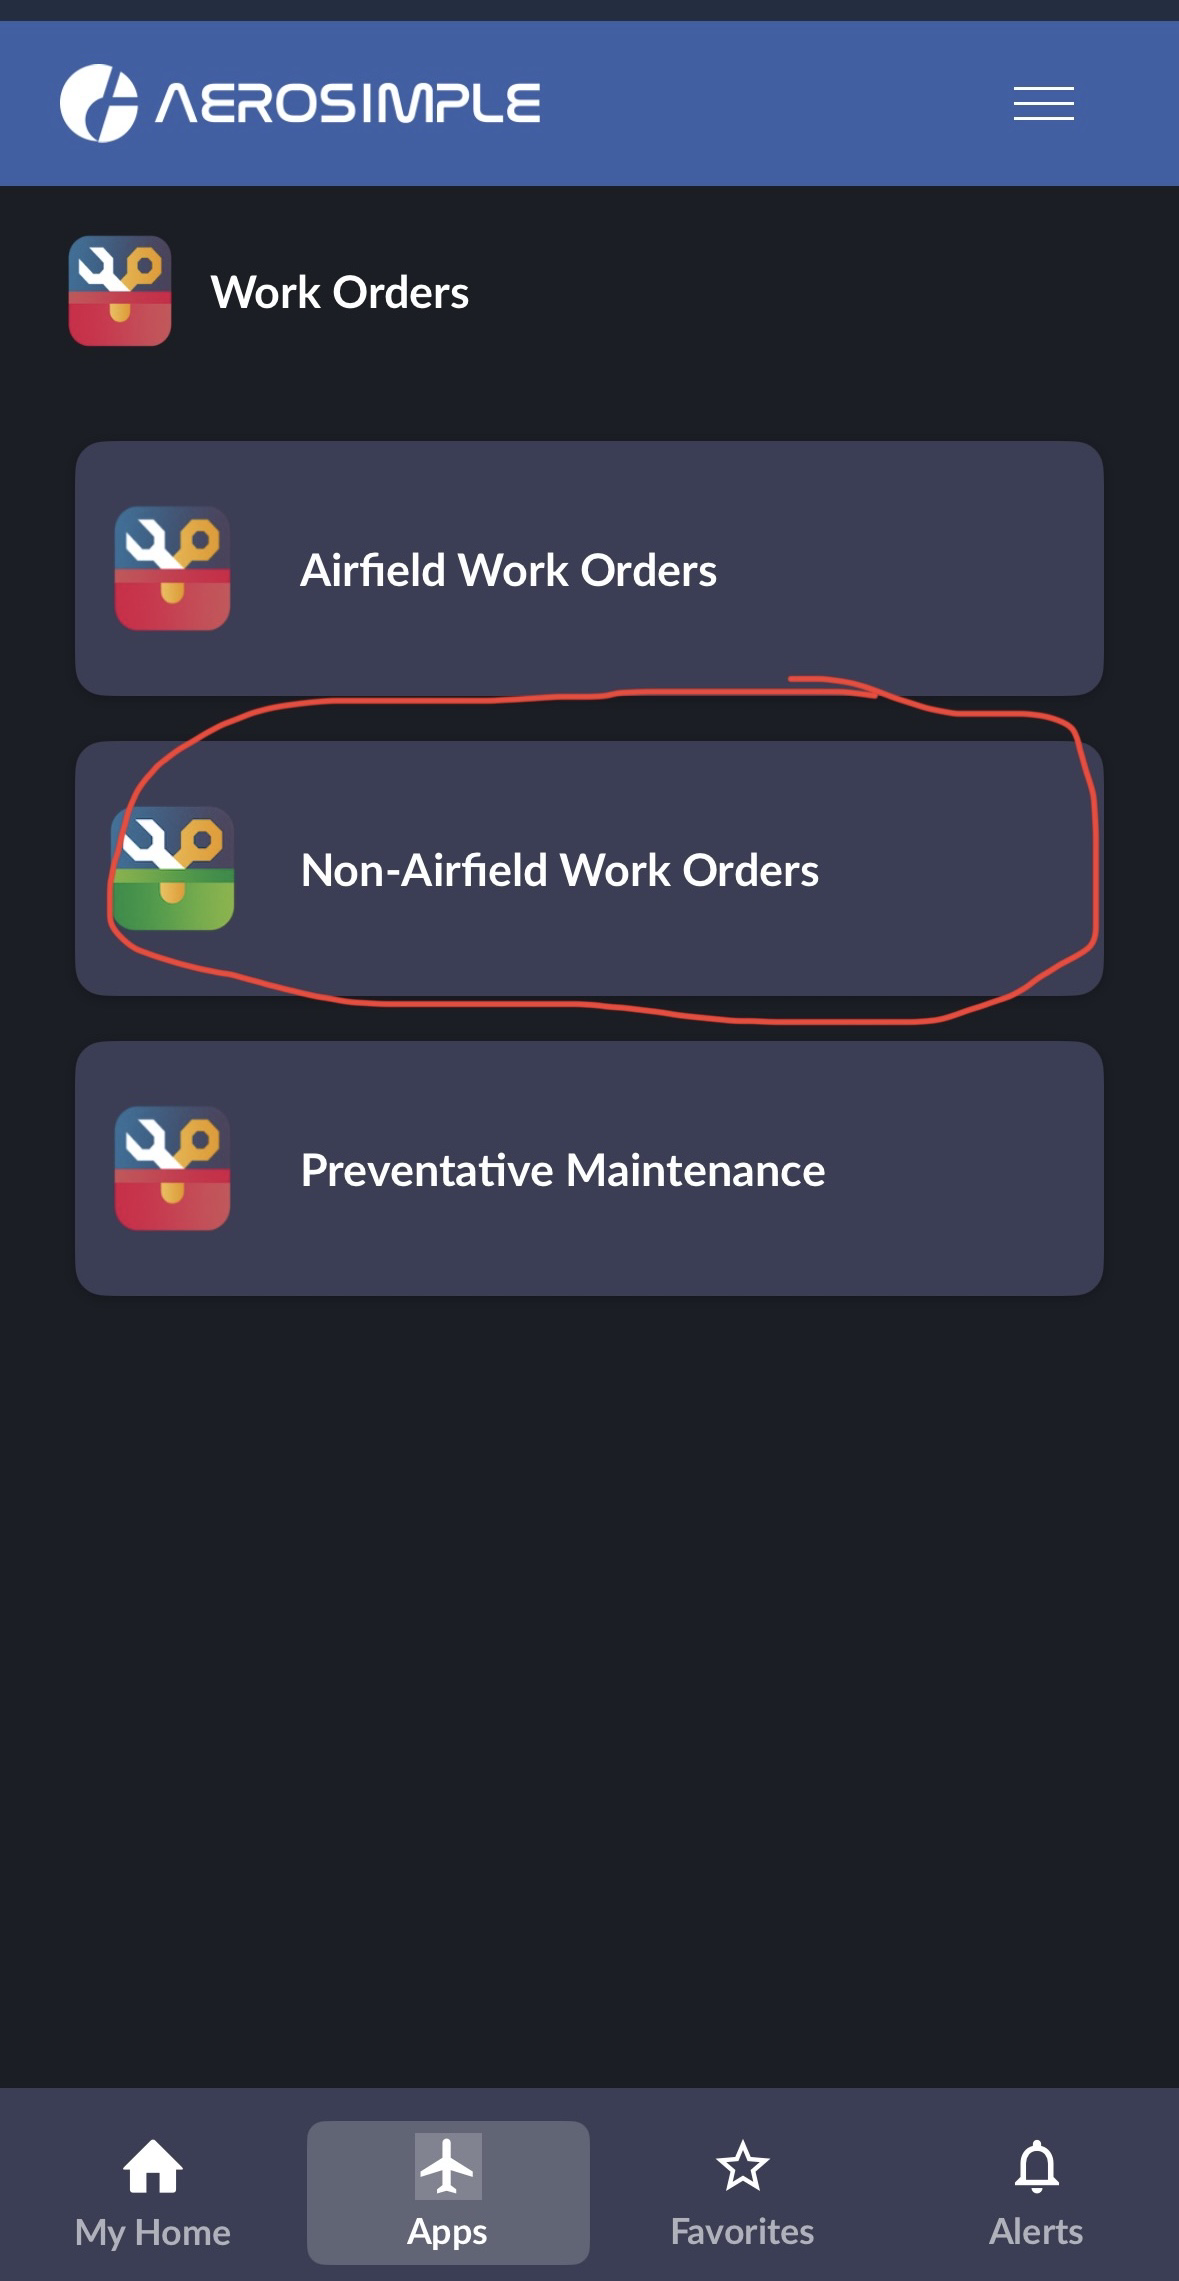 AEROSIMPLE
Work Orders
Airfield Work Orders
Non-Airfield Work Orders
Preventative Maintenance
My Home
Apps
Favorites
Alerts